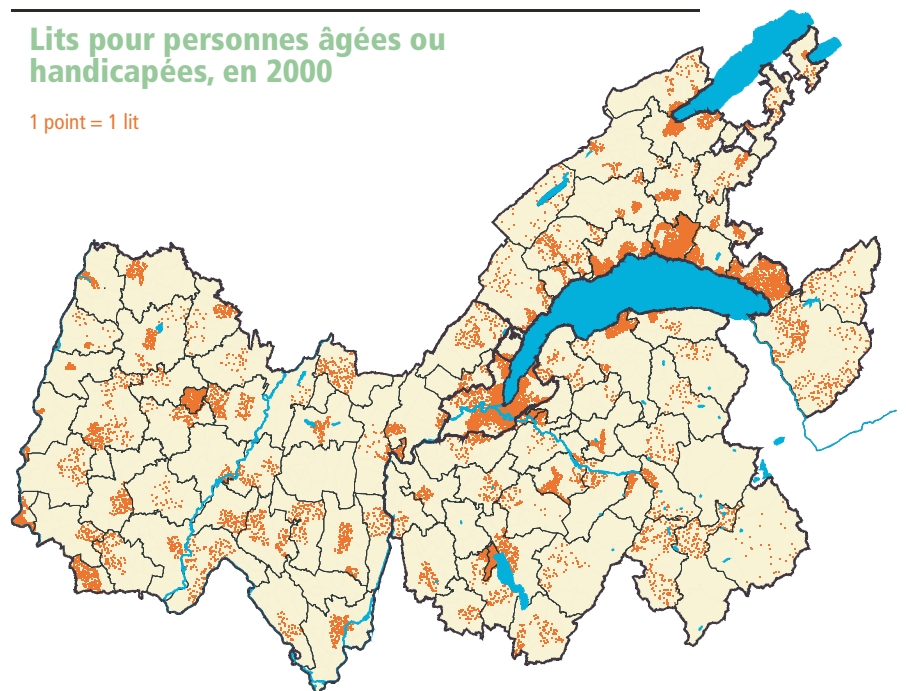 Lits pour personnes âgées ou
handicapées, en 2000
1 point = 1 lit